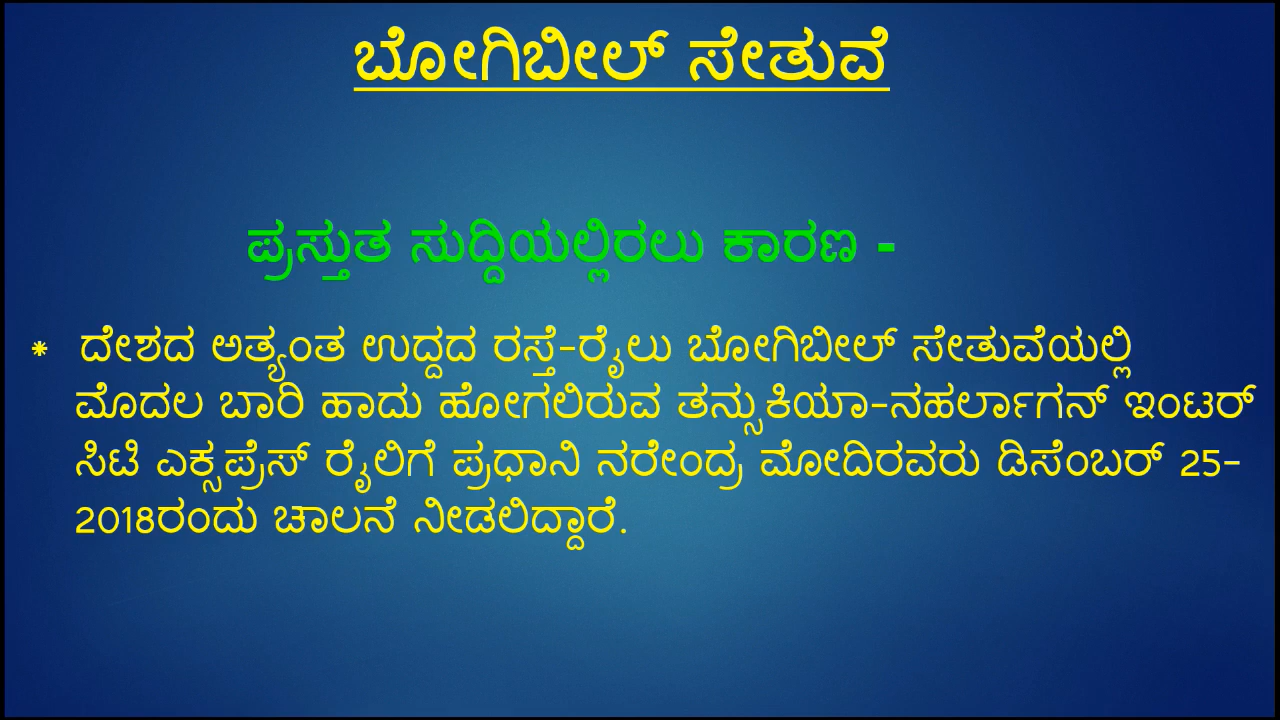 ಬೋಗಿಬೀಲ್ ಸೇತುವೆ
ಪ್ರಸ್ತುತ ಸುದ್ದಿಯಲ್ಲಿರಲು ಕಾರಣ -
* ದೇಶದ ಅತ್ಯಂತ ಉದ್ದದ ರಸ್ತೆ-ರೈಲು ಬೋಗಿಬೀಲ್ ಸೇತುವೆಯಲ್ಲಿ
ಮೊದಲ ಬಾರಿ ಹಾದು ಹೋಗಲಿರುವ ತನ್ಸುಕಿಯಾ-ನಹರ್ಲಾಗನ್ ಇಂಟರ್
ಸಿಟಿ ಎಕ್ಸಪ್ರೆಸ್ ರೈಲಿಗೆ ಪ್ರಧಾನಿ ನರೇಂದ್ರ ಮೋದಿರವರು ಡಿಸೆಂಬರ್ 25-
2018ರಂದು ಚಾಲನೆ ನೀಡಲಿದ್ದಾರೆ.